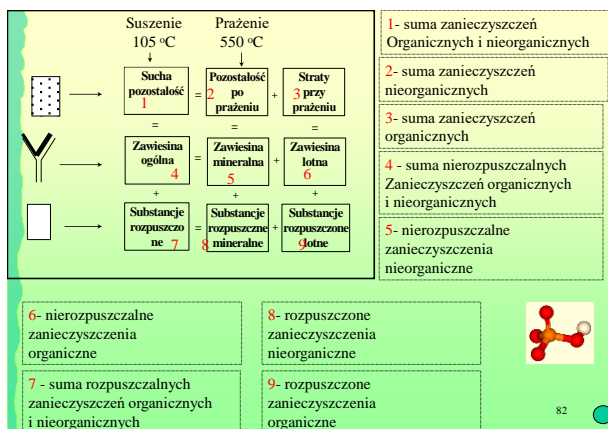 Suszenie Prażenie
105 °C 550 °C
Sucha Pozostałość Straty
pozostałość = po + przy
1 2 prażeniu 3 prażeniu
= = =
Zawiesina Zawiesina Zawiesina
ogólna = mineralna + lotna
4 5 6
+ + +
Substancje Substancje Substancje
rozpuszczo = rozpuszczne + rozpuszczone
ne 7 8 mineralne 9 lotne
1- suma zanieczyszczeń
Organicznych i nieorganicznych
2- suma zanieczyszczeń
nieorganicznych
3- suma zanieczyszczeń
organicznych
4 - suma nierozpuszczalnych
Zanieczyszczeń organicznych
i nieorganicznych
5- nierozpuszczalne
zanieczyszczenia
nieorganiczne
6- nierozpuszczalne
zanieczyszczenia
organiczne
7 - suma rozpuszczalnych
zanieczyszczeń organicznych
i nieorganicznych
8- rozpuszczone
zanieczyszczenia
nieorganiczne
9- rozpuszczone
zanieczyszczenia
organiczne
82